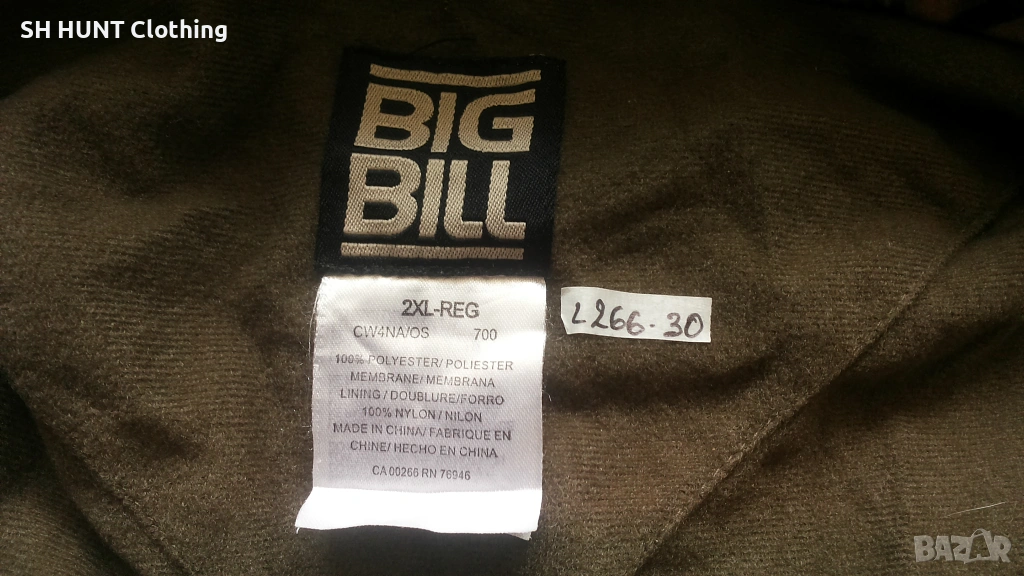 SH HUNT Clothing
BIG
BILL
2XL-REG
CW4NA/OS 700
100% POLYESTER/ POLIESTER
MEMBRANE/ MEMBRANA
LINING / DOUBLURE/FORRO
100% NYLON / NILON
MADE IN CHINA/ FABRIQUE EN
CHINE/ HECHO EN CHINA
CA 00266 RN 76946
L266-30
BAZAR